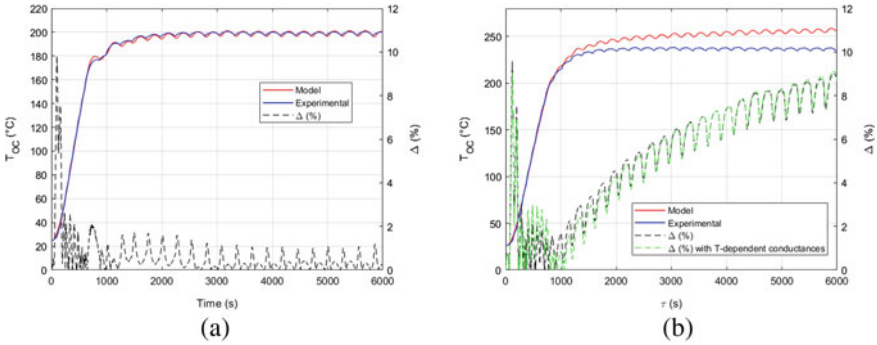 220
200
180
160
140
120
100
80
60
40
20
0
T_OC (°C)
12
10
8
6
4
2
0
Δ (%)
Model
Experimental
Δ (%)
0 1000 2000 3000 4000 5000 6000
Time (s)
(a)
250
200
150
100
50
0
T_OC (°C)
12
10
8
6
4
2
0
Δ (%)
Model
Experimental
Δ (%)
Δ (%) with T-dependent conductances
0 1000 2000 3000 4000 5000 6000
τ (s)
(b)